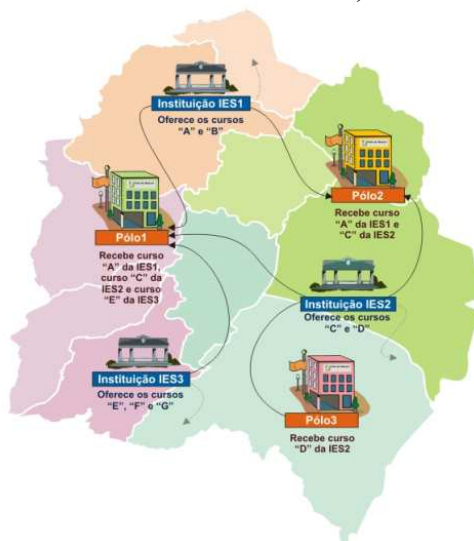 Instituição IES1
Oferece os cursos
"A" e "B"
Pólo2
Recebe curso
"A" da IES1 e
"C" da IES2
Pólo1
Recebe curso
"A" da IES1,
curso "C" da
IES2 e curso
"E" da IES3
Instituição IES2
Oferece os cursos
"C" e "D"
Instituição IES3
Oferece os cursos
"E", "F" e "G"
Pólo3
Recebe curso
"D" da IES2